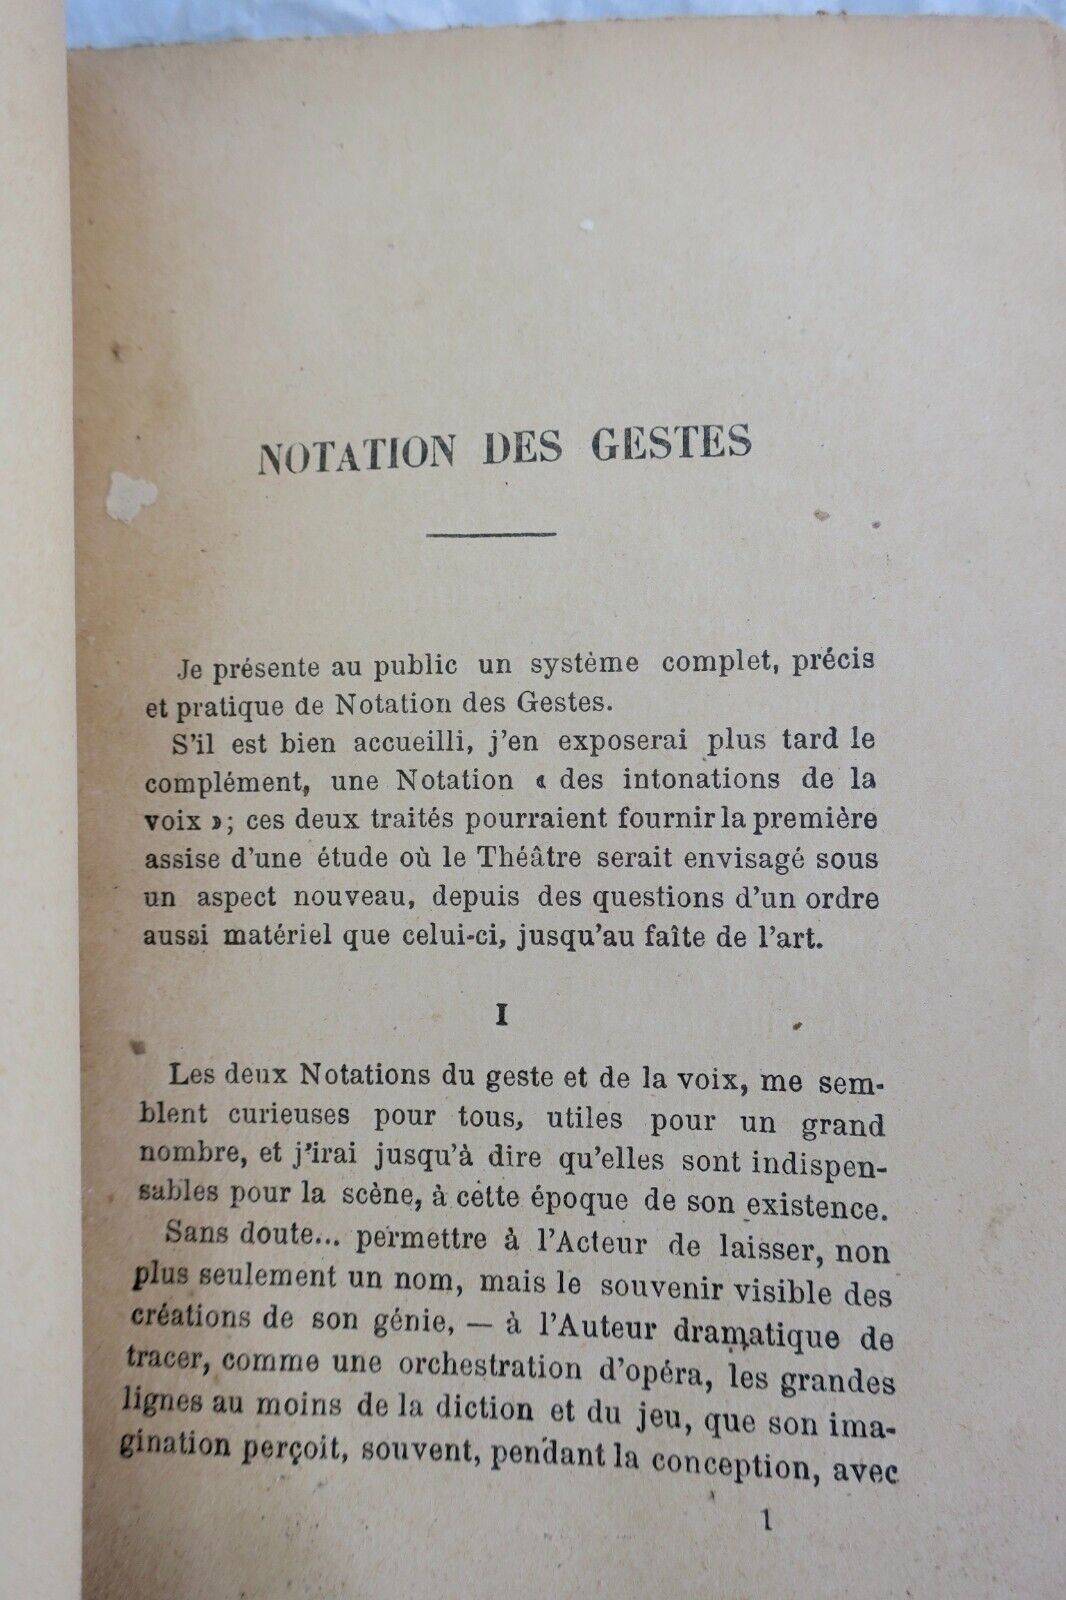 NOTATION DES GESTES
Je présente au public un système complet, précis
et pratique de Notation des Gestes.
S'il est bien accueilli, j'en exposerai plus tard le
complément, une Notation « des intonations de la
voix »; ces deux traités pourraient fournir la première
assise d'une étude où le Théâtre serait envisagé sous
un aspect nouveau, depuis des questions d'un ordre
aussi matériel que celui-ci, jusqu'au faîte de l'art.
I
Les deux Notations du geste et de la voix, me sem-
blent curieuses pour tous, utiles pour un grand
nombre, et j'irai jusqu'à dire qu'elles sont indispen-
sables pour la scène, à cette époque de son existence.
Sans doute... permettre à l'Acteur de laisser, non
plus seulement un nom, mais le souvenir visible des
créations de son génie, — à l'Auteur dramatique de
tracer, comme une orchestration d'opéra, les grandes
lignes au moins de la diction et du jeu, que son ima-
gination perçoit, souvent, pendant la conception, avec
1